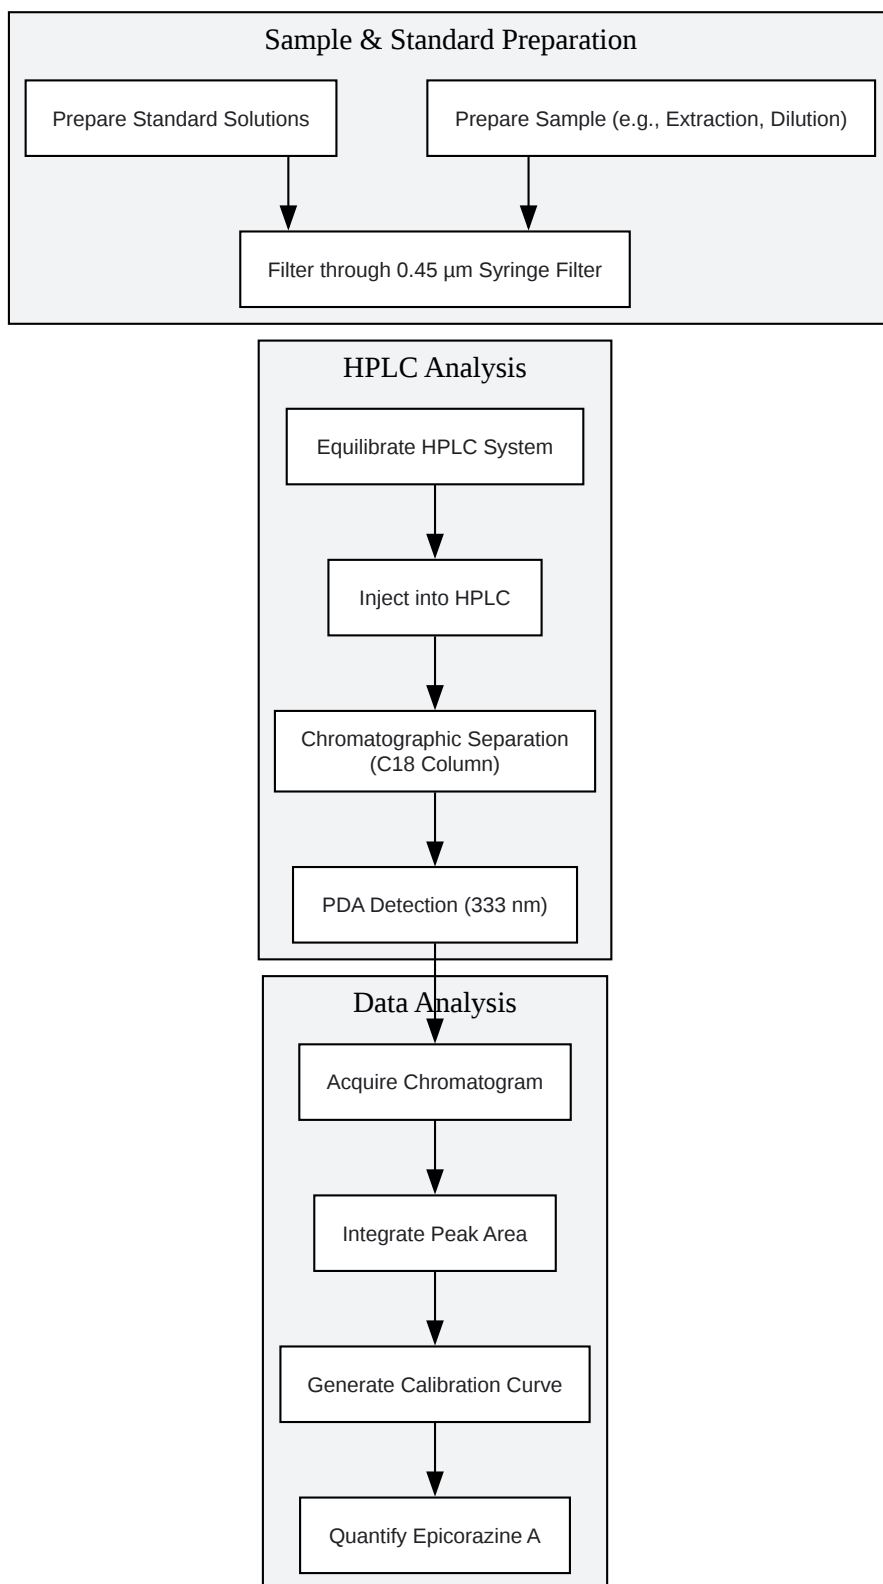 Sample & Standard Preparation
Prepare Standard Solutions
Prepare Sample (e.g., Extraction, Dilution)
Filter through 0.45 µm Syringe Filter
HPLC Analysis
Equilibrate HPLC System
Inject into HPLC
Chromatographic Separation
(C18 Column)
PDA Detection (333 nm)
Data Analysis
Acquire Chromatogram
Integrate Peak Area
Generate Calibration Curve
Quantify Epicorazine A